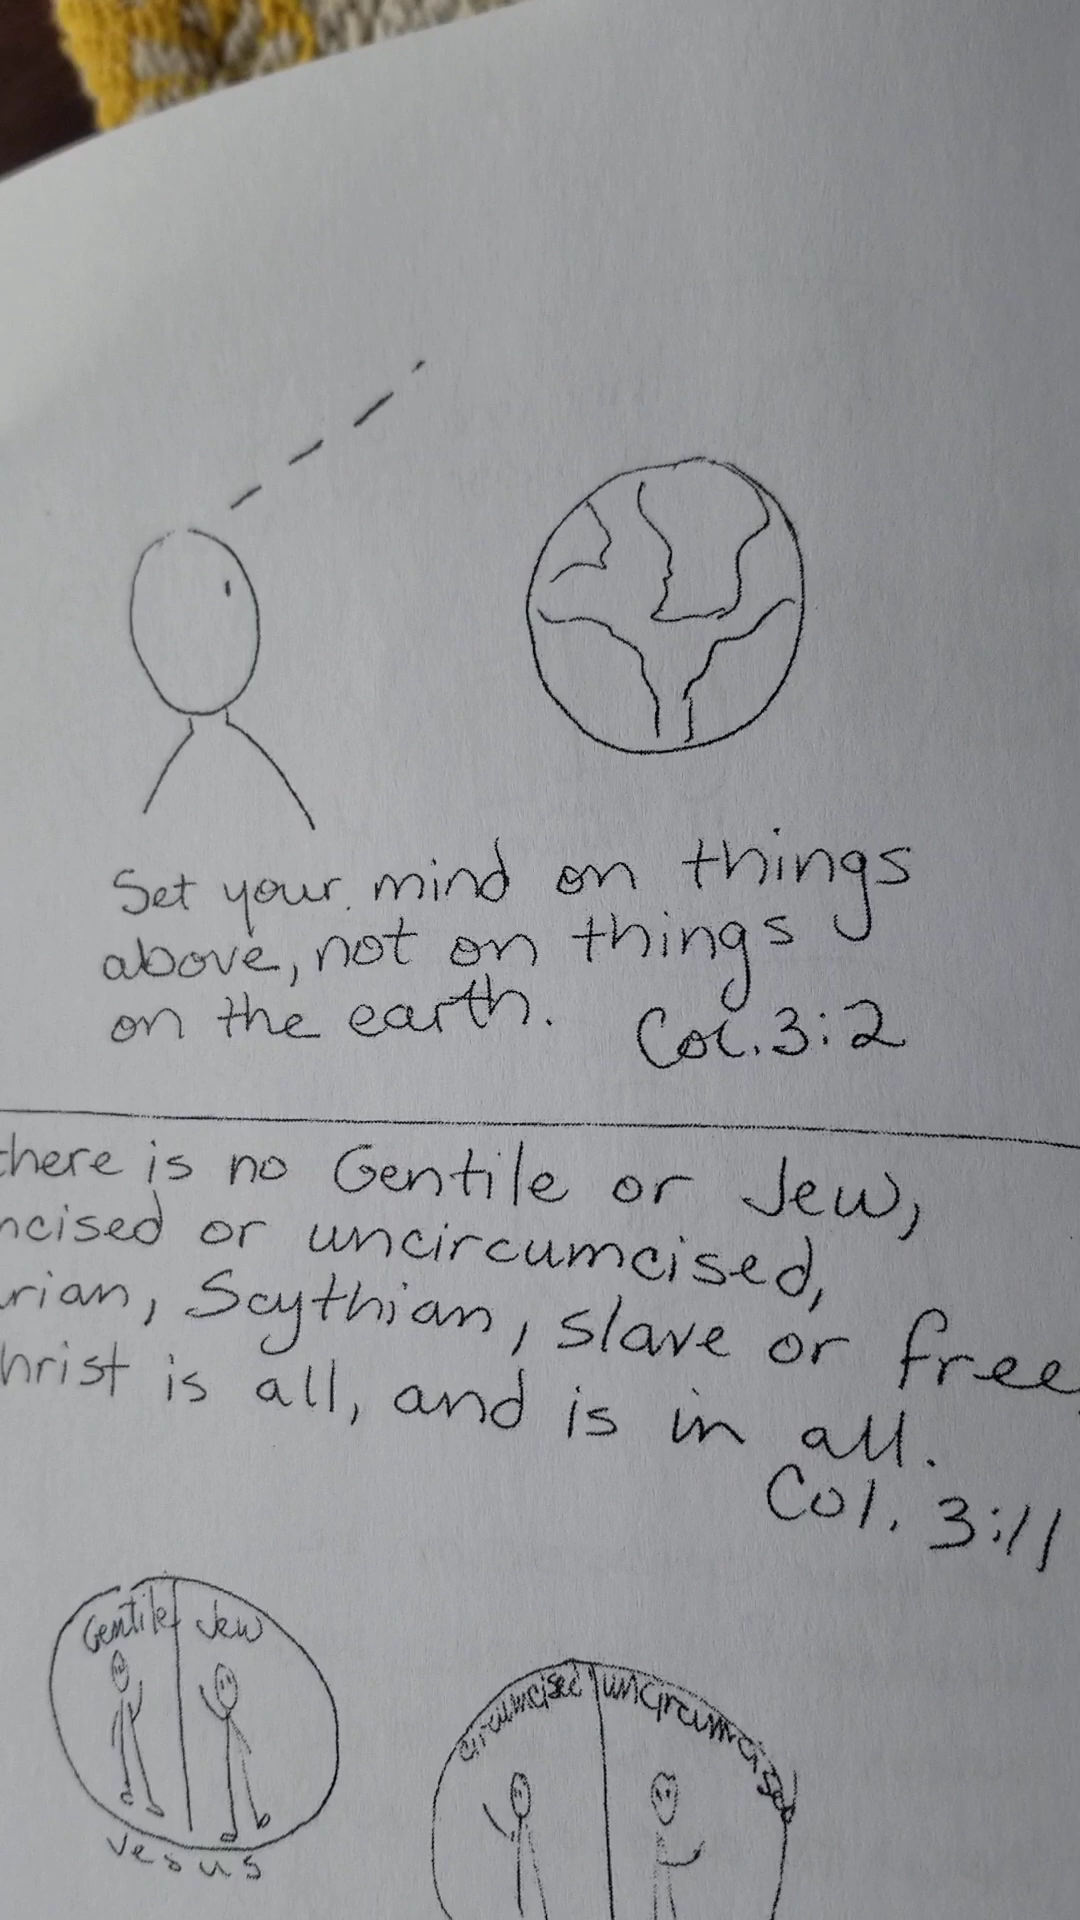 Set your mind on things
above, not on things
on the earth. Col. 3:2
there is no Gentile or Jew,
ncised or uncircumcised,
rian, Scythian, slave or free,
hrist is all, and is in all.
Col. 3:11
Gentile Jew
Jesus
circumcised uncircumcised